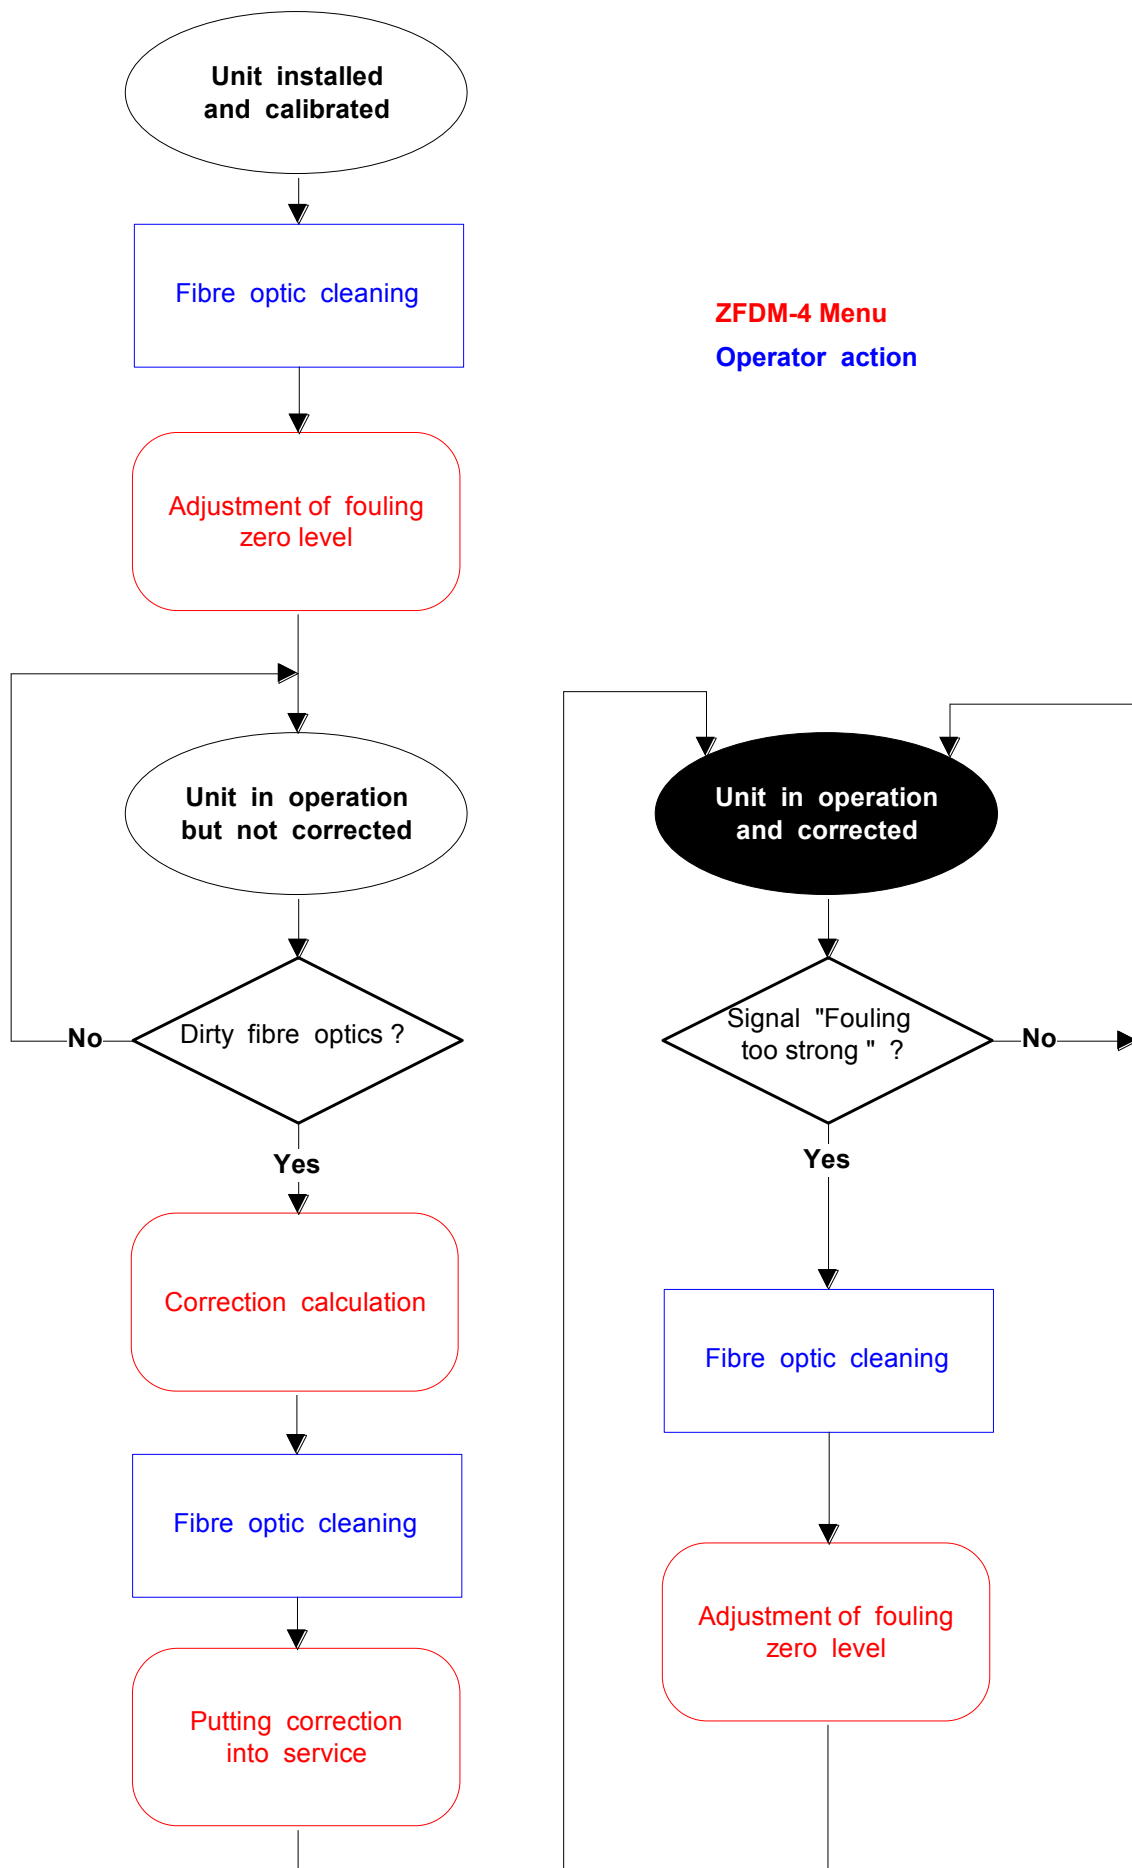 Unit installed
and calibrated
Fibre optic cleaning
ZFDM-4 Menu
Operator action
Adjustment of fouling
zero level
Unit in operation
but not corrected
Dirty fibre optics ?
No
Yes
Correction calculation
Fibre optic cleaning
Putting correction
into service
Unit in operation
and corrected
Signal "Fouling
too strong " ?
No
Yes
Fibre optic cleaning
Adjustment of fouling
zero level